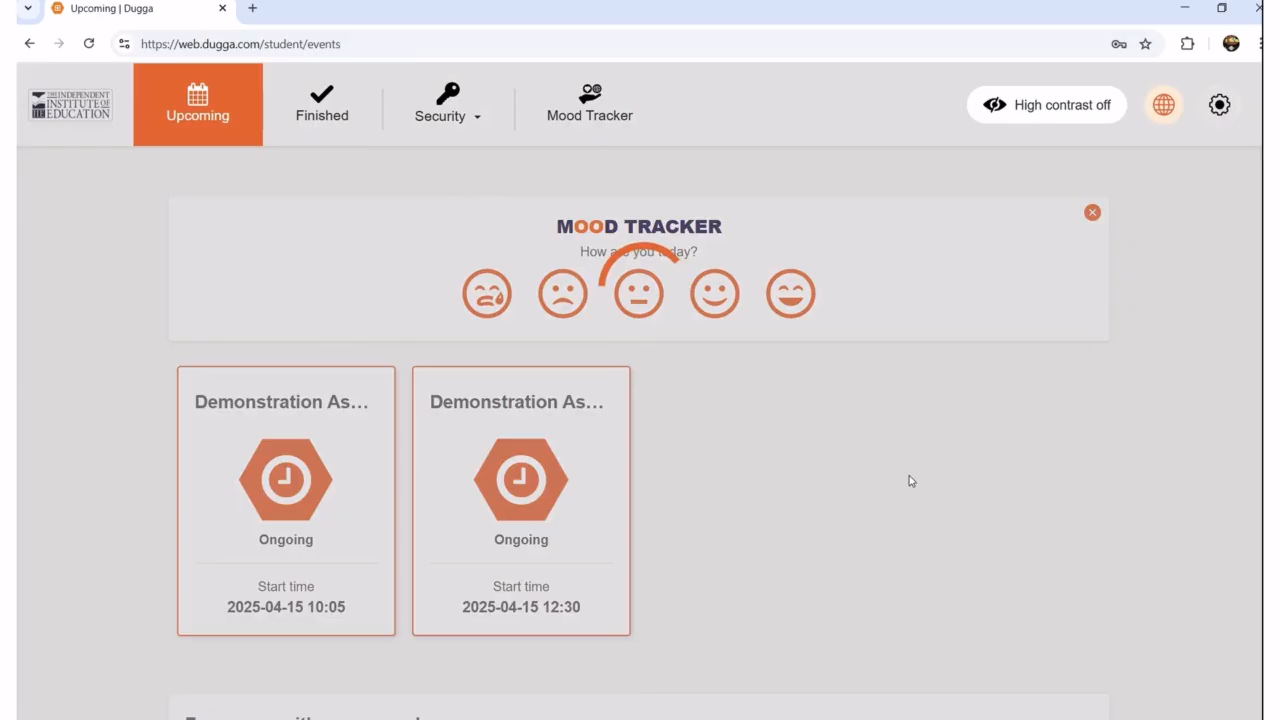 Upcoming | Dugga
https://web.dugga.com/student/events
THE INDEPENDENT
INSTITUTE OF
EDUCATION
Upcoming
Finished
Security
Mood Tracker
High contrast off
MOOD TRACKER
How are you today?
Demonstration As...
Ongoing
Start time
2025-04-15 10:05
Demonstration As...
Ongoing
Start time
2025-04-15 12:30